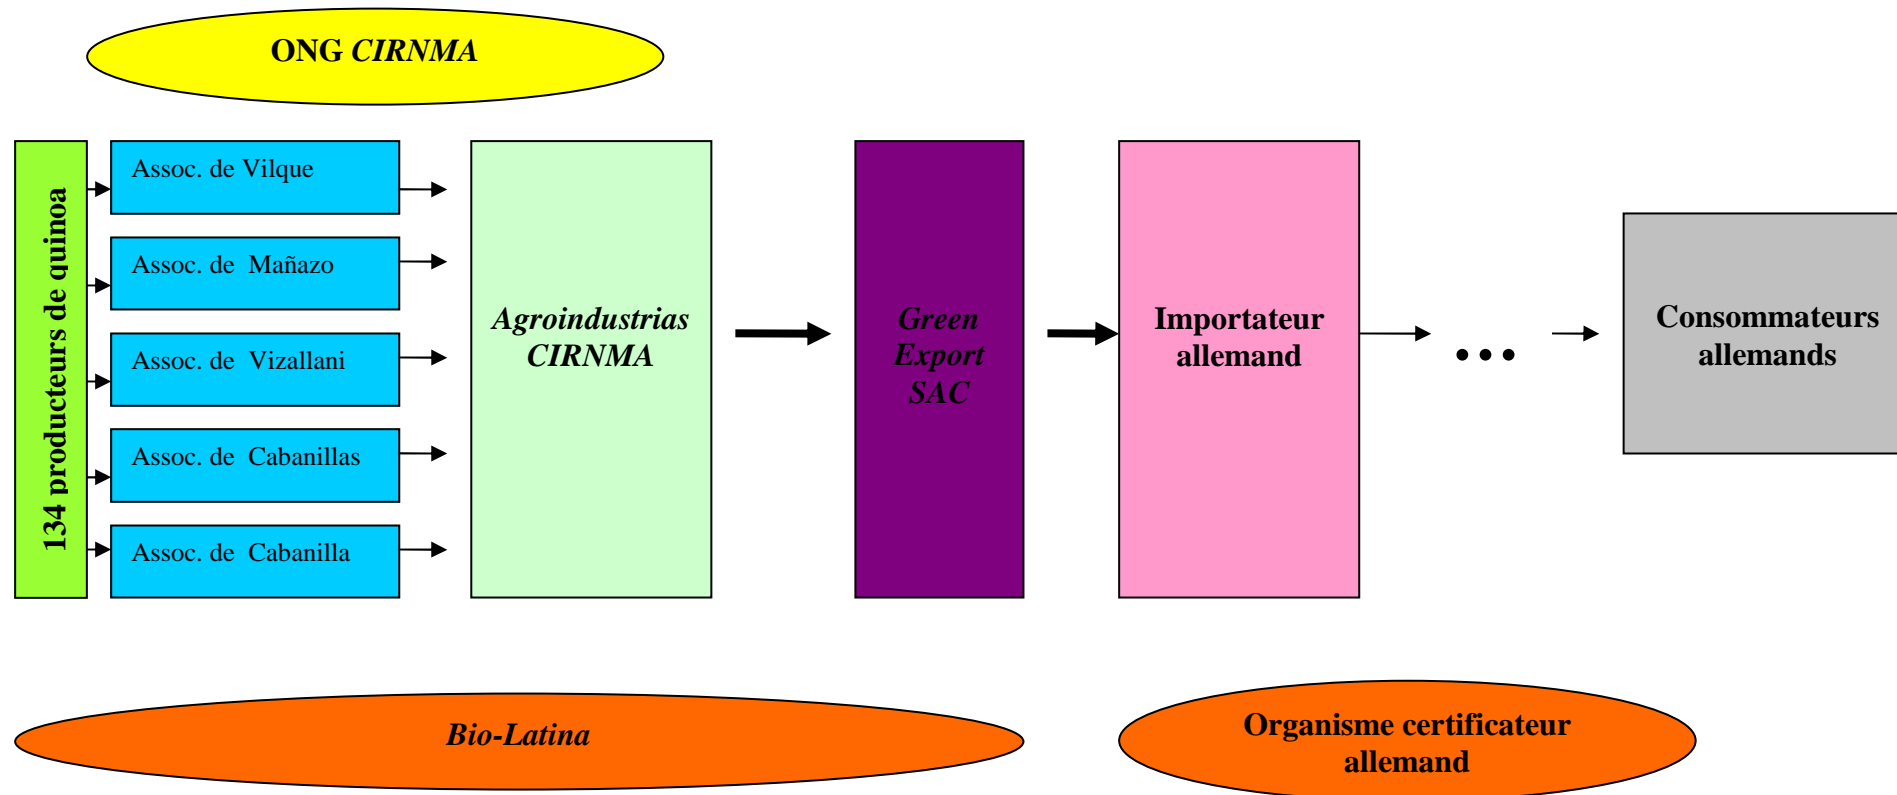 ONG CIRNMA
134 producteurs de quinoa
Assoc. de Vilque
Assoc. de  Mañazo
Assoc. de  Vizallani
Assoc. de  Cabanillas
Assoc. de  Cabanilla
Agroindustrias
CIRNMA
Green
Export
SAC
Importateur
allemand
...
Consommateurs
allemands
Bio-Latina
Organisme certificateur
allemand